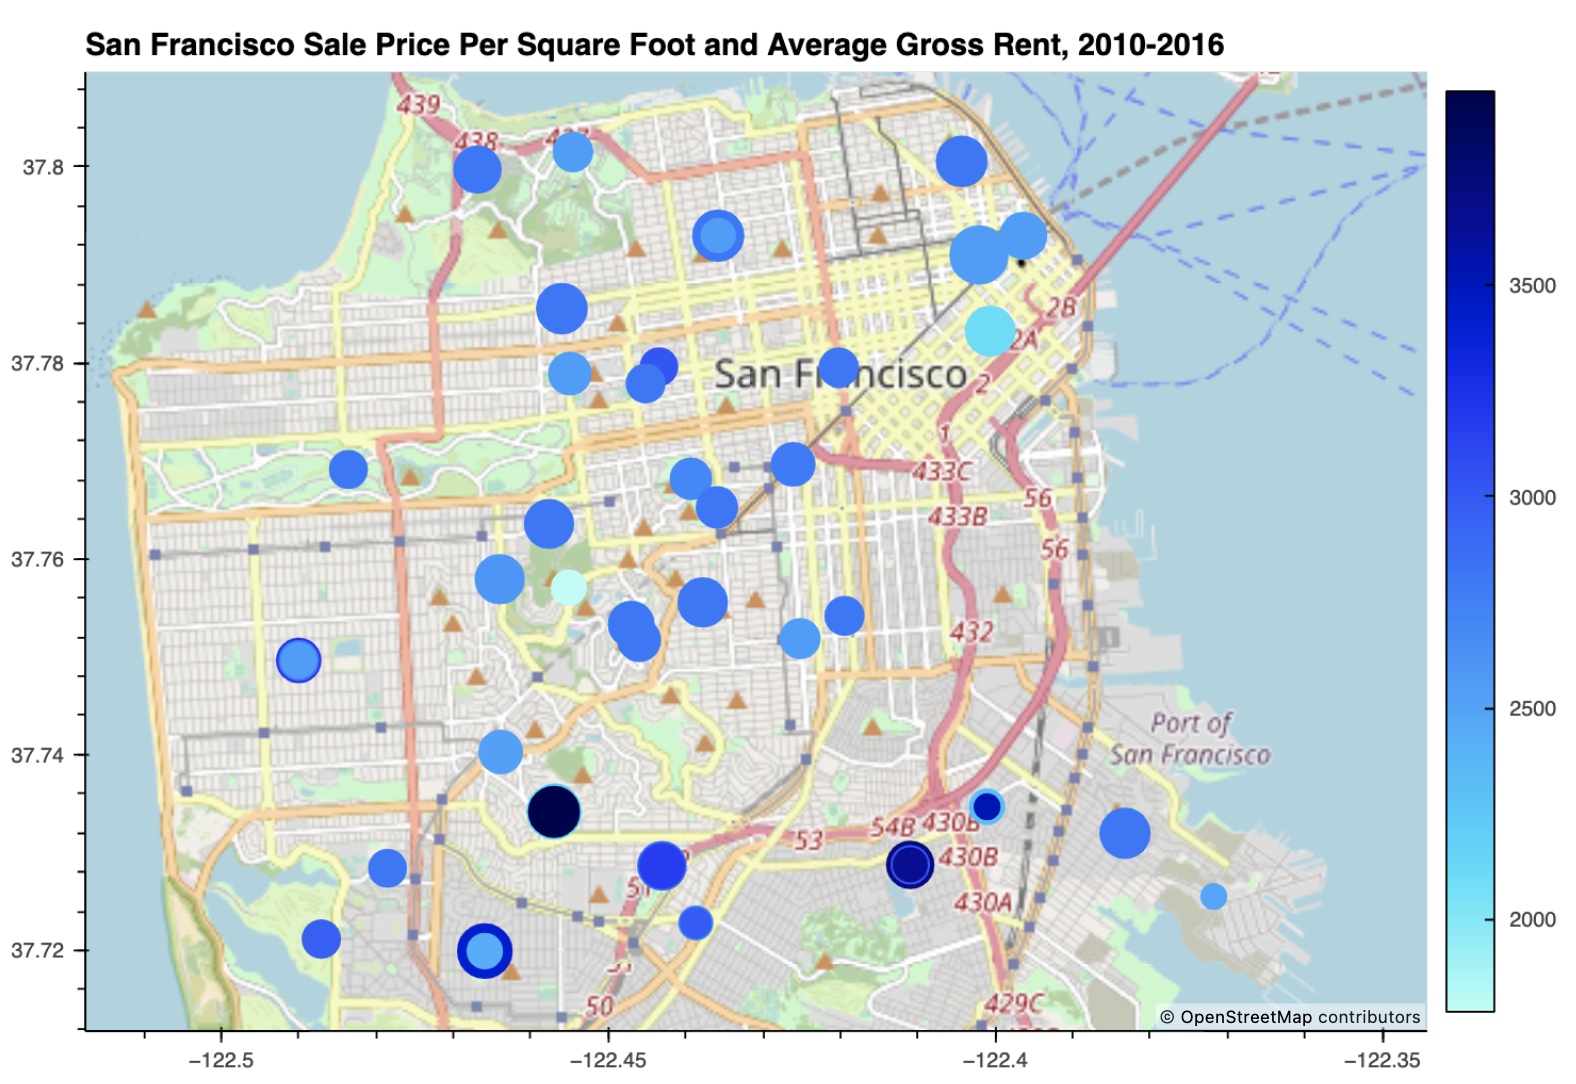 San Francisco Sale Price Per Square Foot and Average Gross Rent, 2010-2016
439
438
437
37.8
2B
3500
2A
37.78
San Francisco
2
1
433C
56
3000
433B
56
37.76
432
2500
Port of
San Francisco
37.74
53
54B
430B
430B
51
430A
2000
37.72
50
429C
© OpenStreetMap contributors
−122.5
−122.45
−122.4
−122.35